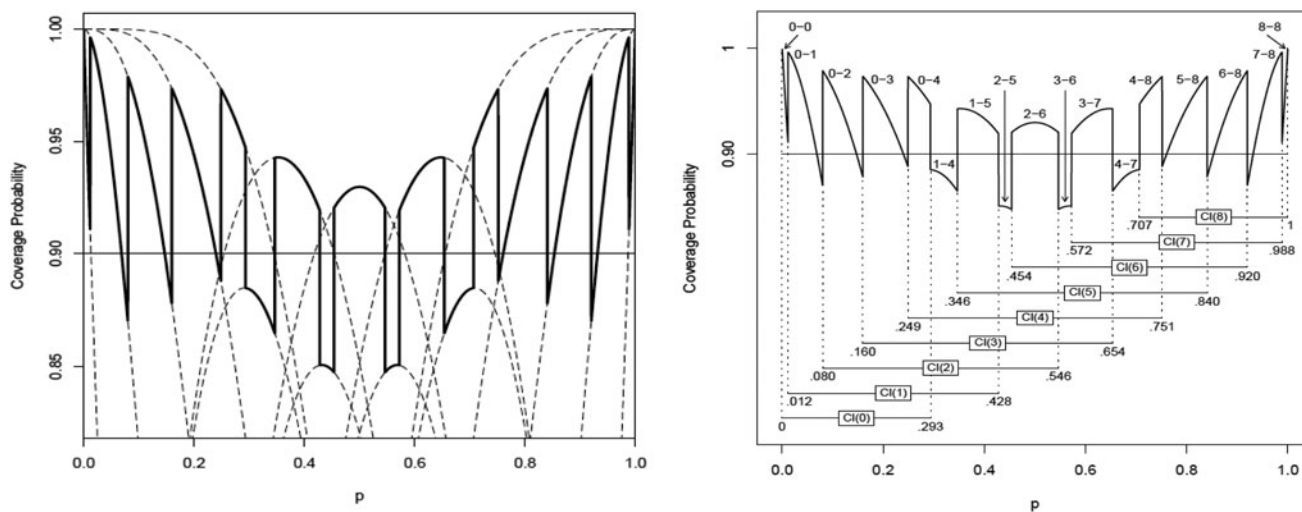 Coverage Probability
1.00
0.95
0.90
0.85
0.0 0.2 0.4 0.6 0.8 1.0
p
Coverage Probability
1
0.90
0−0 8−8
0−1 0−2 0−3 0−4 2−5 3−6 4−8 5−8 6−8 7−8
1−5 2−6 3−7
1−4 4−7
CI(8)
.707 1
CI(7)
.572 .988
CI(6)
.454 .920
CI(5)
.346 .840
CI(4)
.249 .751
CI(3)
.160 .654
CI(2)
.080 .546
CI(1)
.012 .428
CI(0)
0 .293
0.0 0.2 0.4 0.6 0.8 1.0
p